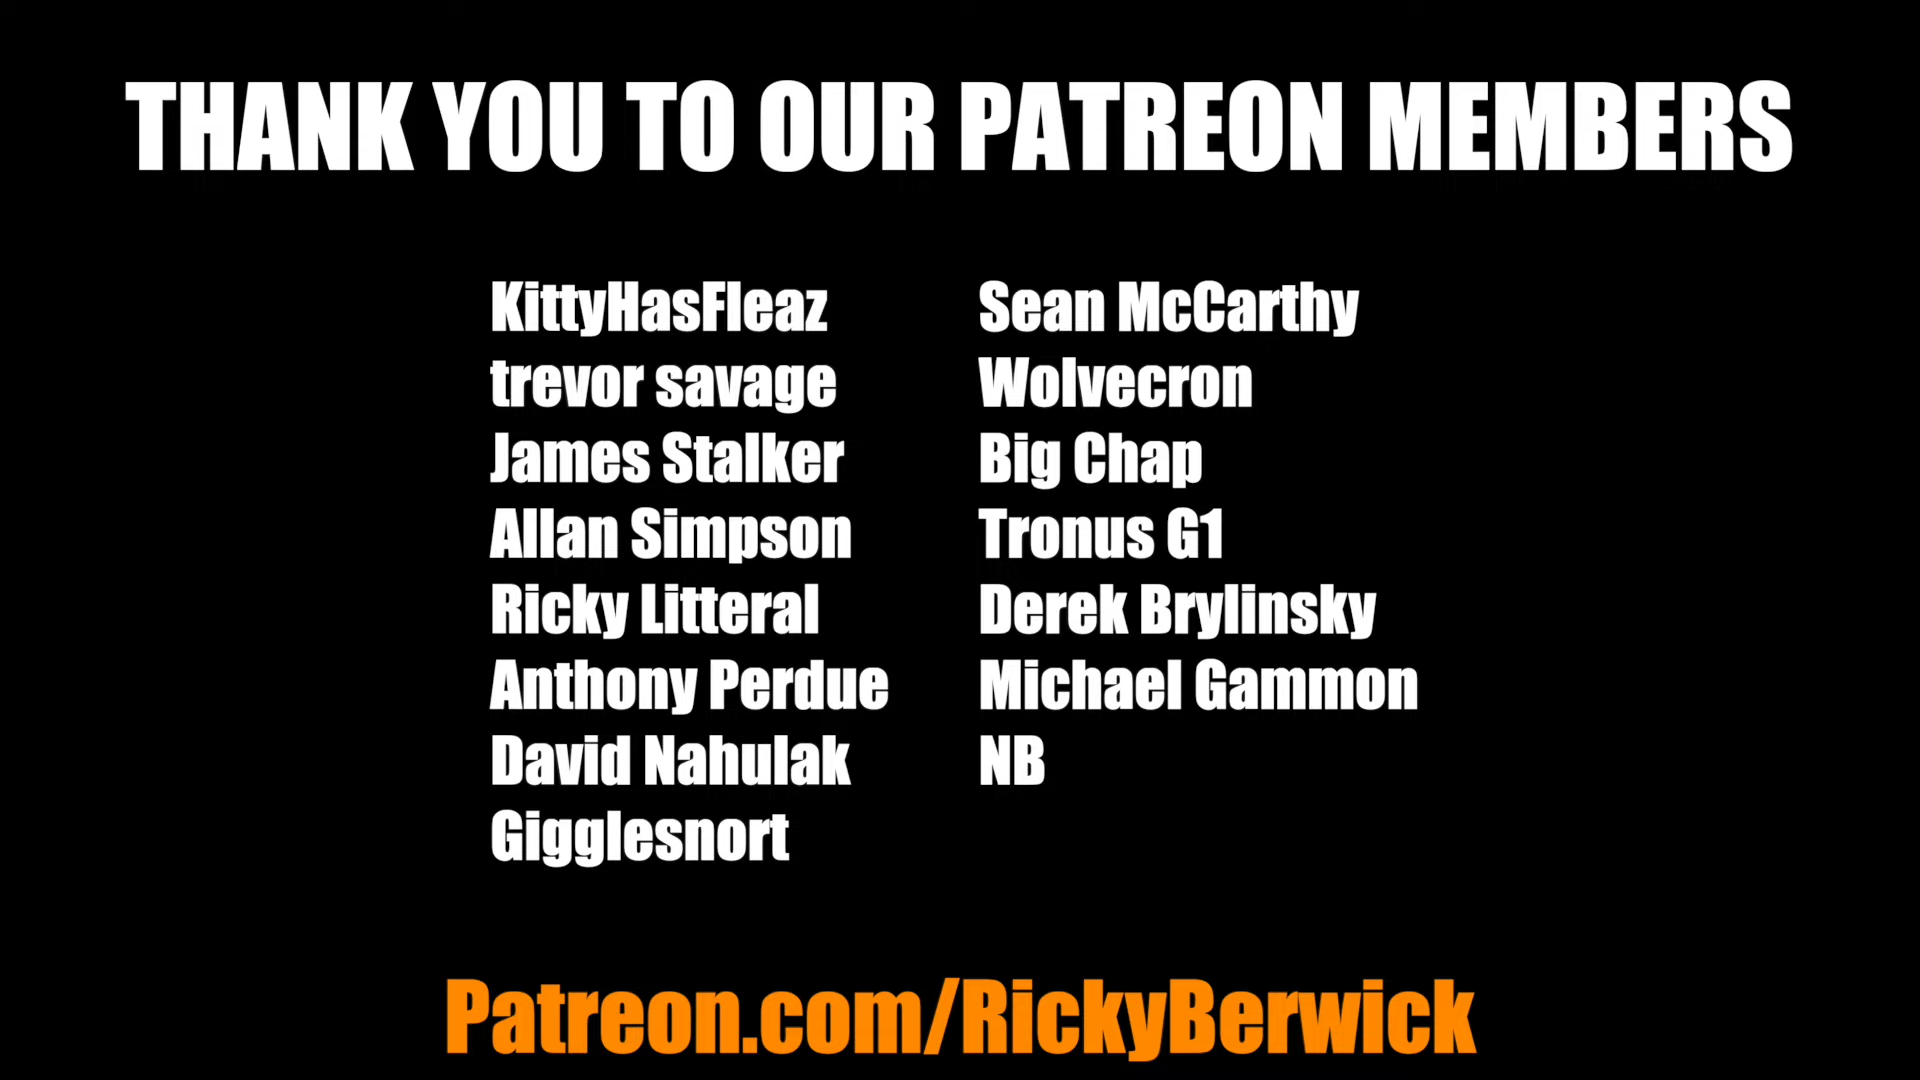 THANK YOU TO OUR PATREON MEMBERS
KittyHasFleaz
trevor savage
James Stalker
Allan Simpson
Ricky Litteral
Anthony Perdue
David Nahulak
Gigglesnort
Sean McCarthy
Wolvecron
Big Chap
Tronus G1
Derek Brylinsky
Michael Gammon
NB
Patreon.com/RickyBerwick